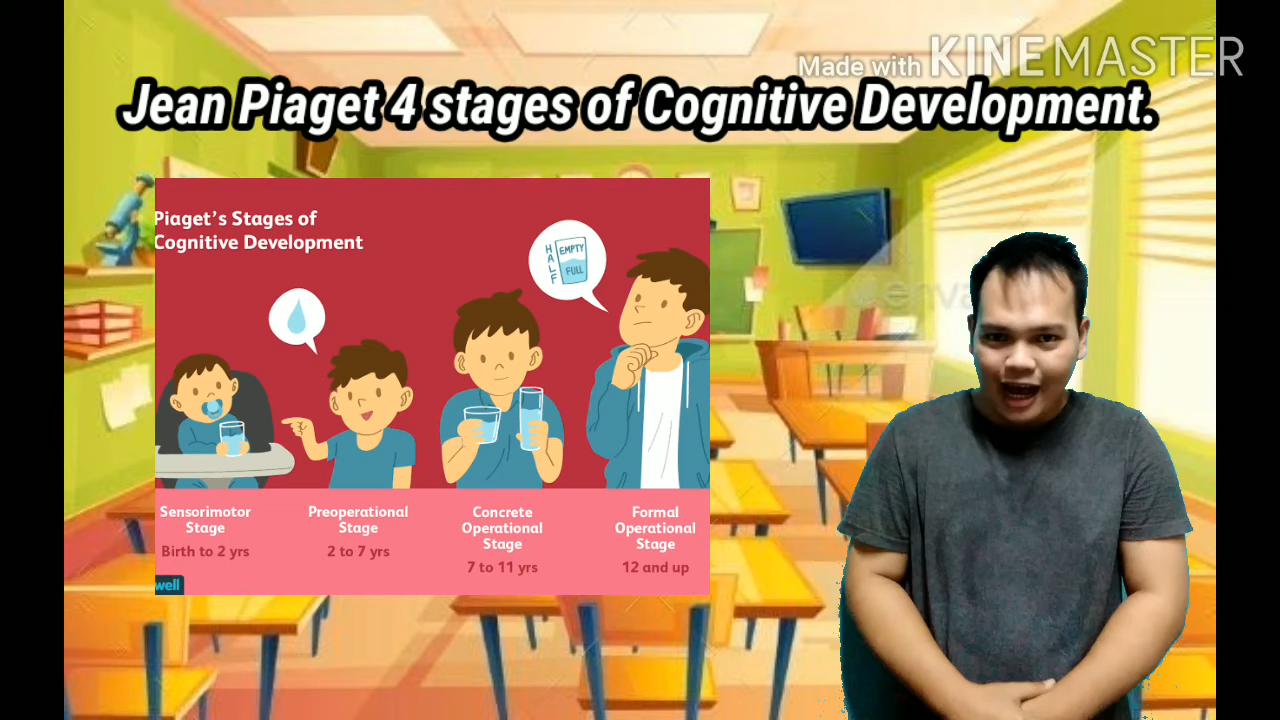 Made with KINEMASTER
Jean Piaget 4 stages of Cognitive Development.
Piaget's Stages of
Cognitive Development
HALF
EMPTY
FULL
Sensorimotor
Stage
Birth to 2 yrs
Preoperational
Stage
2 to 7 yrs
Concrete
Operational
Stage
7 to 11 yrs
Formal
Operational
Stage
12 and up
well